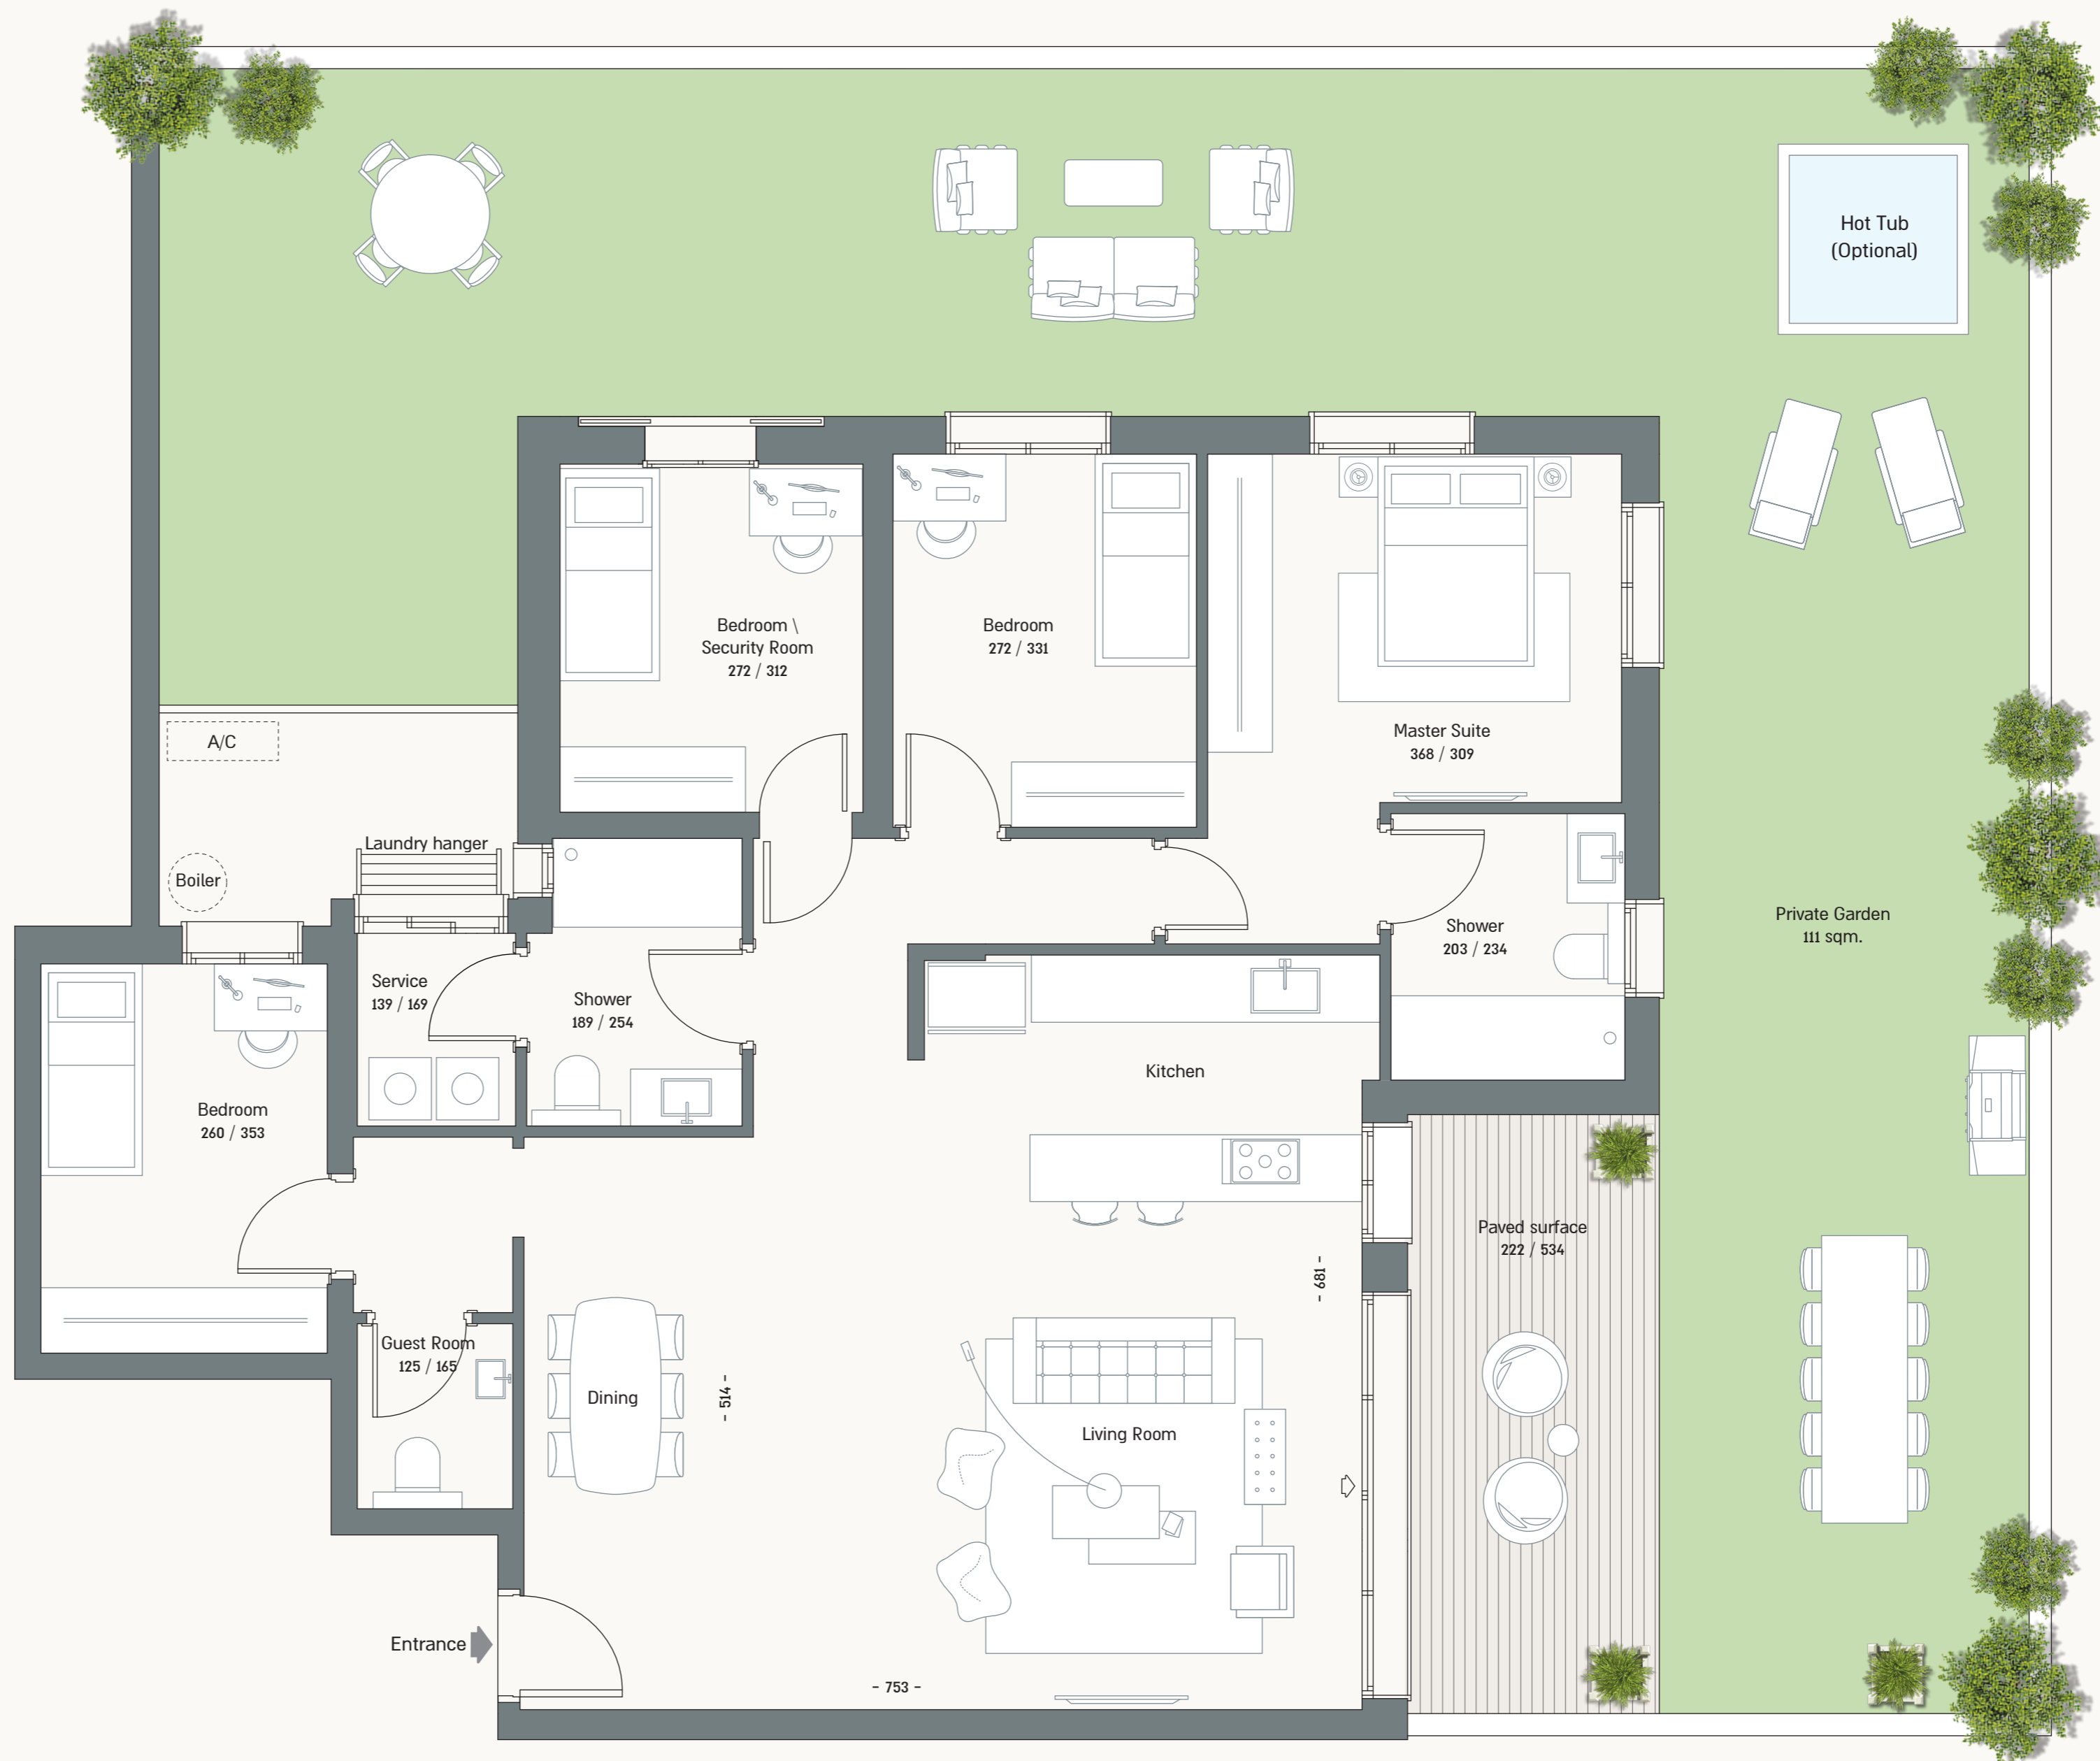 Hot Tub
(Optional)
Bedroom \
Security Room
272 / 312
Bedroom
272 / 331
Master Suite
368 / 309
A/C
Laundry hanger
Boiler
Private Garden
111 sqm.
Shower
203 / 234
Service
139 / 169
Shower
189 / 254
Kitchen
Bedroom
260 / 353
Paved surface
222 / 534
- 681 -
Guest Room
125 / 165
Dining
- 514 -
Living Room
Entrance
- 753 -